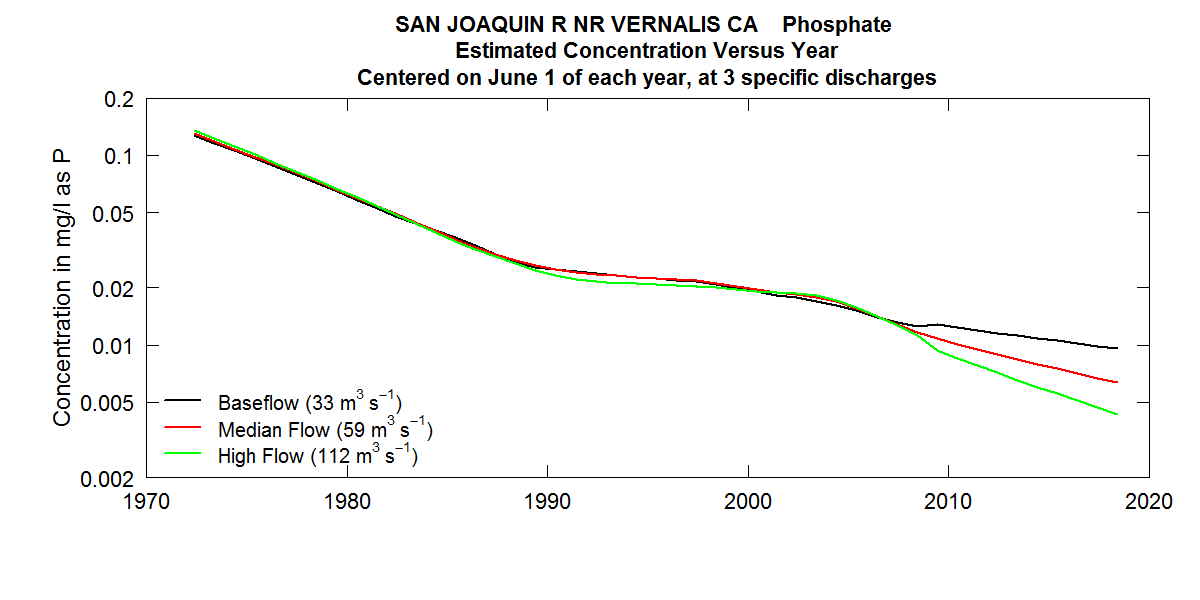 SAN JOAQUIN R NR VERNALIS CA    Phosphate
Estimated Concentration Versus Year
Centered on June 1 of each year, at 3 specific discharges
Concentration in mg/l as P
0.2
0.1
0.05
0.02
0.01
0.005
0.002
Baseflow (33 m³ s⁻¹)
Median Flow (59 m³ s⁻¹)
High Flow (112 m³ s⁻¹)
1970 1980 1990 2000 2010 2020